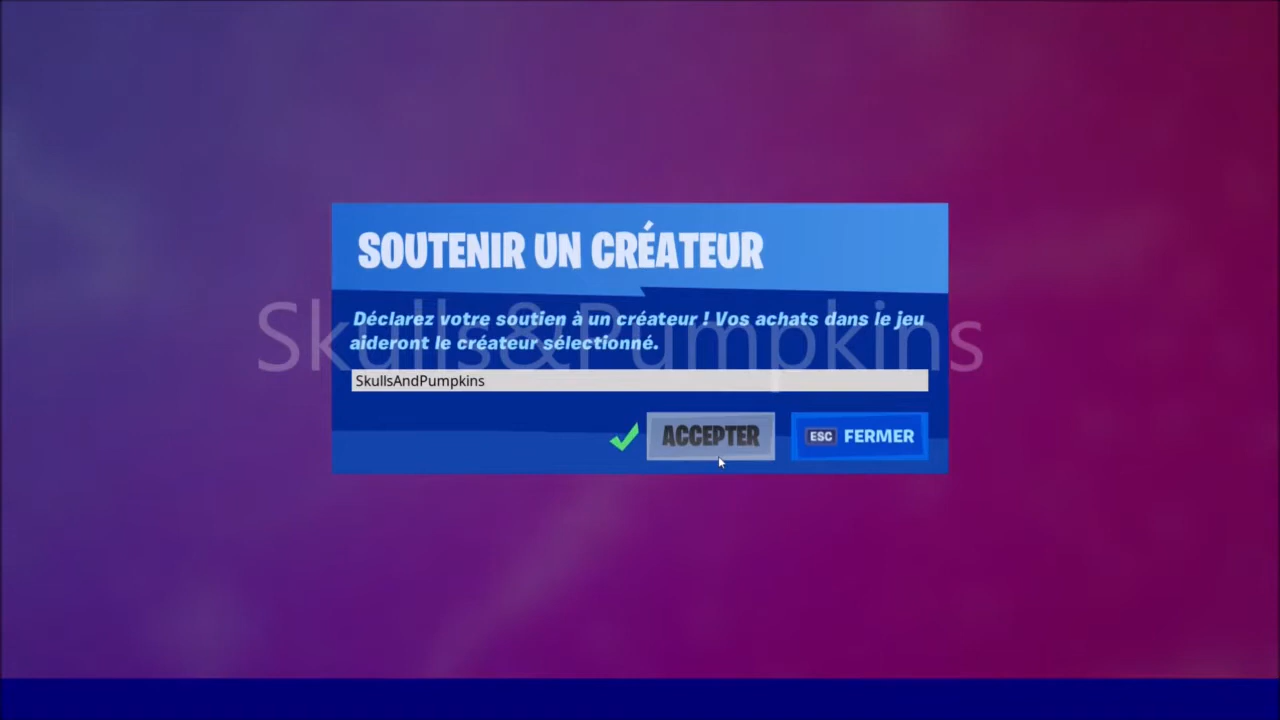 SOUTENIR UN CRÉATEUR
Déclarez votre soutien à un créateur ! Vos achats dans le jeu
aideront le créateur sélectionné.
Skulls&Pumpkins
SkullsAndPumpkins
ACCEPTER
ESC FERMER